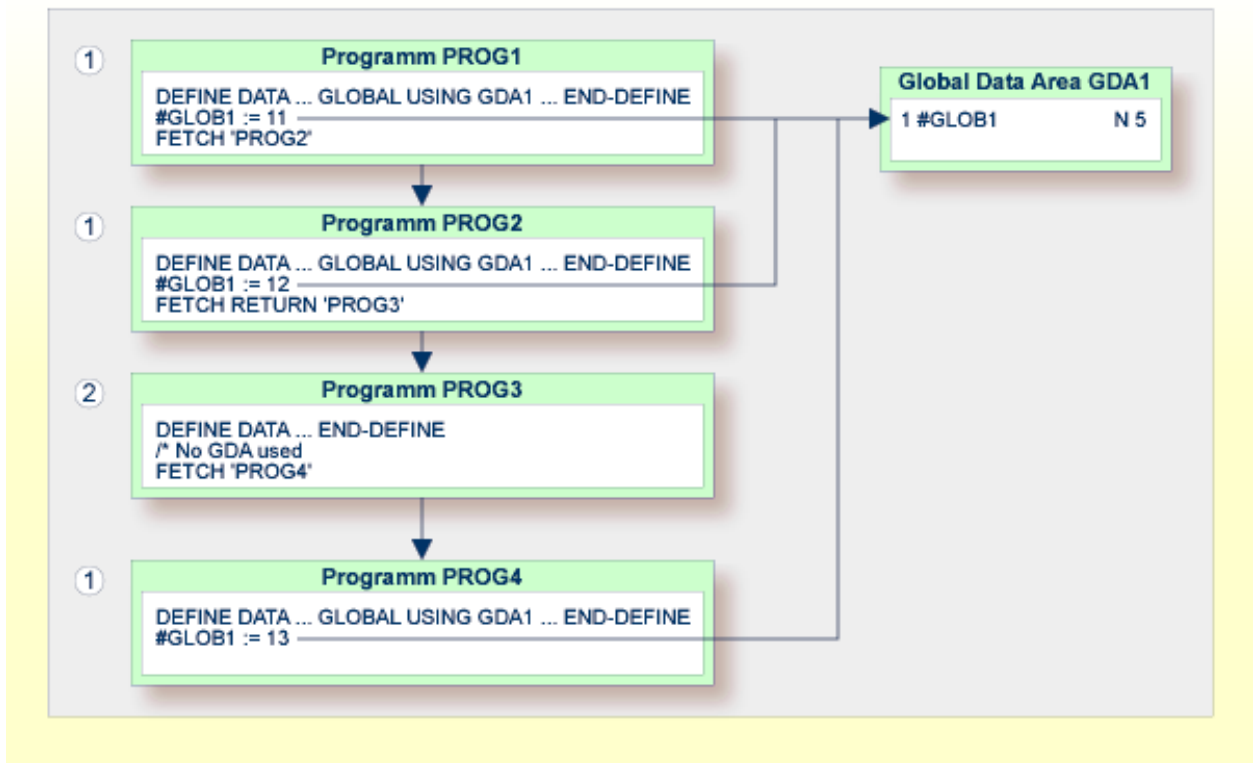 1
Programm PROG1
DEFINE DATA ... GLOBAL USING GDA1 ... END-DEFINE
#GLOB1 := 11
FETCH 'PROG2'
Global Data Area GDA1
1 #GLOB1 N 5
1
Programm PROG2
DEFINE DATA ... GLOBAL USING GDA1 ... END-DEFINE
#GLOB1 := 12
FETCH RETURN 'PROG3'
2
Programm PROG3
DEFINE DATA ... END-DEFINE
/* No GDA used
FETCH 'PROG4'
1
Programm PROG4
DEFINE DATA ... GLOBAL USING GDA1 ... END-DEFINE
#GLOB1 := 13